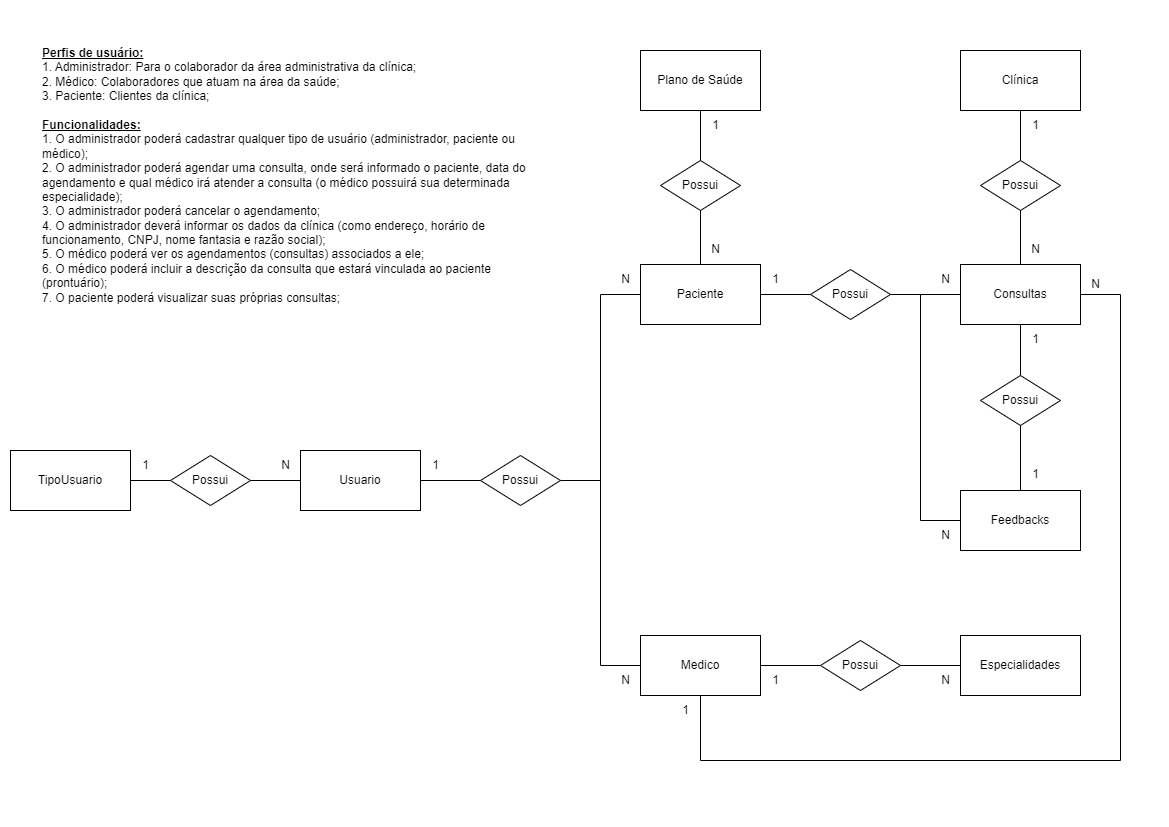 Perfis de usuário:
1. Administrador: Para o colaborador da área administrativa da clínica;
2. Médico: Colaboradores que atuam na área da saúde;
3. Paciente: Clientes da clínica;
Funcionalidades:
1. O administrador poderá cadastrar qualquer tipo de usuário (administrador, paciente ou
médico);
2. O administrador poderá agendar uma consulta, onde será informado o paciente, data do
agendamento e qual médico irá atender a consulta (o médico possuirá sua determinada
especialidade);
3. O administrador poderá cancelar o agendamento;
4. O administrador deverá informar os dados da clínica (como endereço, horário de
funcionamento, CNPJ, nome fantasia e razão social);
5. O médico poderá ver os agendamentos (consultas) associados a ele;
6. O médico poderá incluir a descrição da consulta que estará vinculada ao paciente
(prontuário);
7. O paciente poderá visualizar suas próprias consultas;
Plano de Saúde
Clínica
1
1
Possui
Possui
N
N
N
Paciente
1
Possui
N
Consultas
N
1
Possui
1
TipoUsuario
1
Possui
N
Usuario
1
Possui
Feedbacks
N
Medico
N
1
Possui
N
Especialidades
1